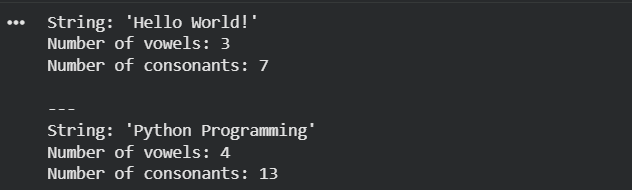 String: 'Hello World!'
Number of vowels: 3
Number of consonants: 7
---
String: 'Python Programming'
Number of vowels: 4
Number of consonants: 13